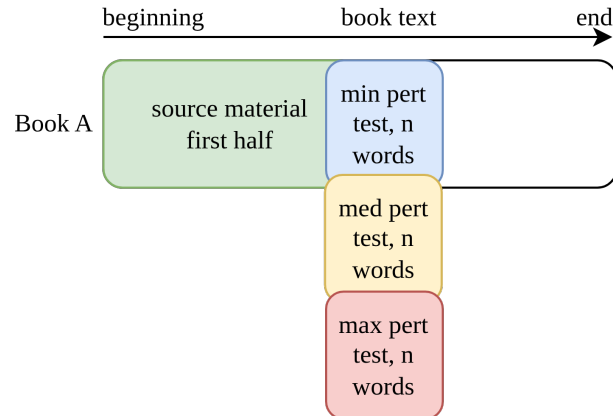 beginning book text end
Book A
source material
first half
min pert
test, n
words
med pert
test, n
words
max pert
test, n
words